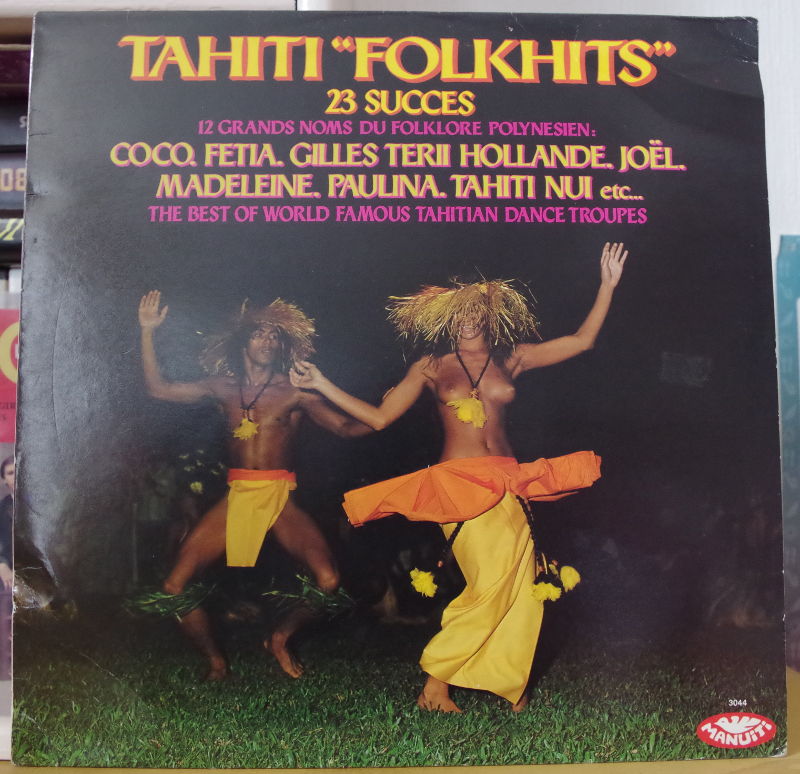 TAHITI "FOLKHITS"
23 SUCCES
12 GRANDS NOMS DU FOLKLORE POLYNESIEN:
COCO. FETIA. GILLES TERII HOLLANDE. JOËL.
MADELEINE. PAULINA. TAHITI NUI etc...
THE BEST OF WORLD FAMOUS TAHITIAN DANCE TROUPES
3044
MANUiTi